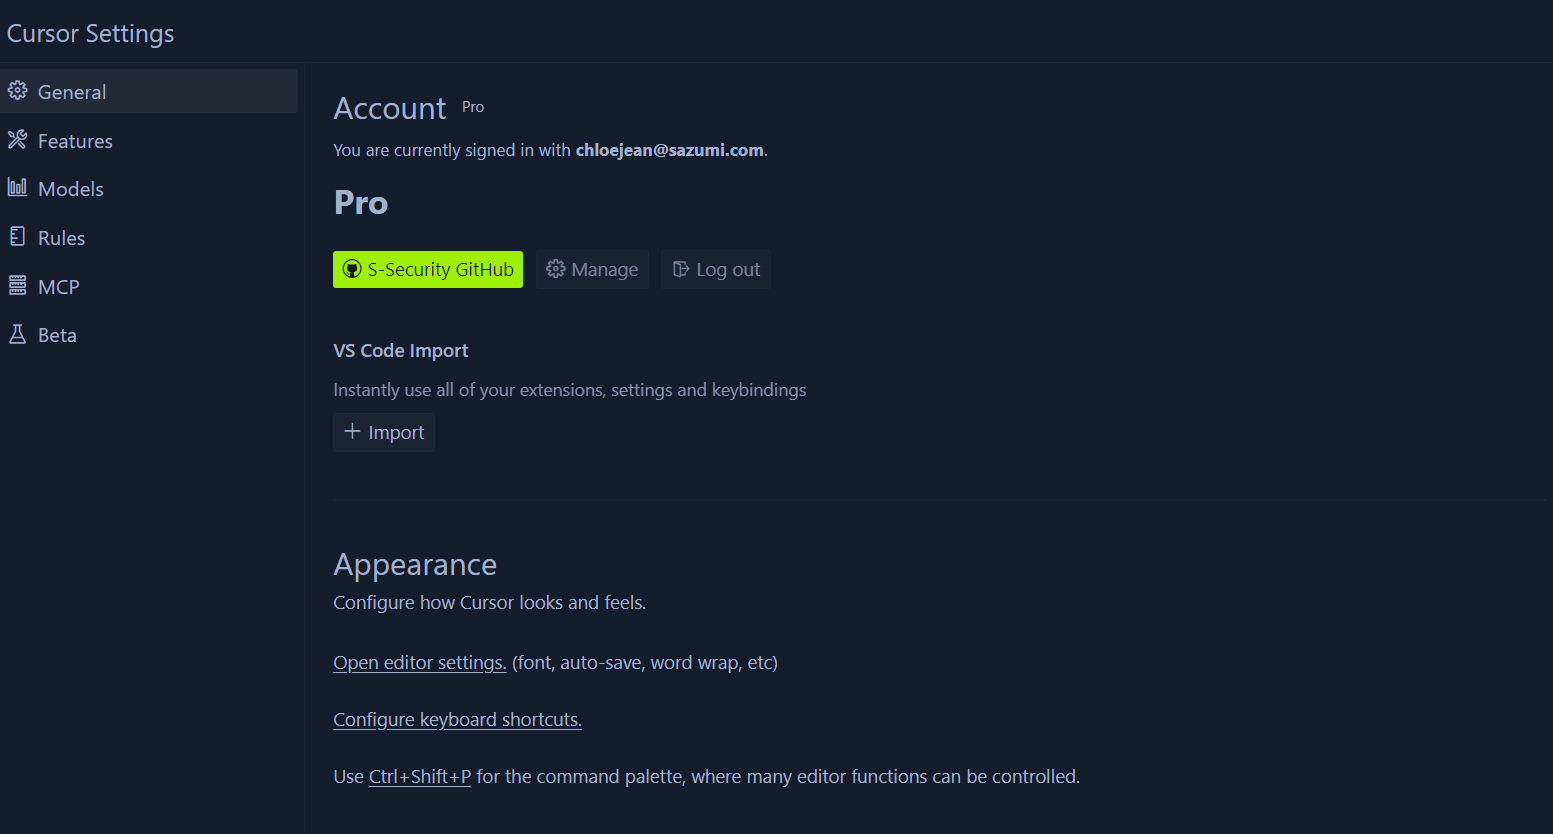 Cursor Settings
General
Features
Models
Rules
MCP
Beta
Account Pro
You are currently signed in with chloejean@sazumi.com.
Pro
S-Security GitHub Manage Log out
VS Code Import
Instantly use all of your extensions, settings and keybindings
Import
Appearance
Configure how Cursor looks and feels.
Open editor settings. (font, auto-save, word wrap, etc)
Configure keyboard shortcuts.
Use Ctrl+Shift+P for the command palette, where many editor functions can be controlled.